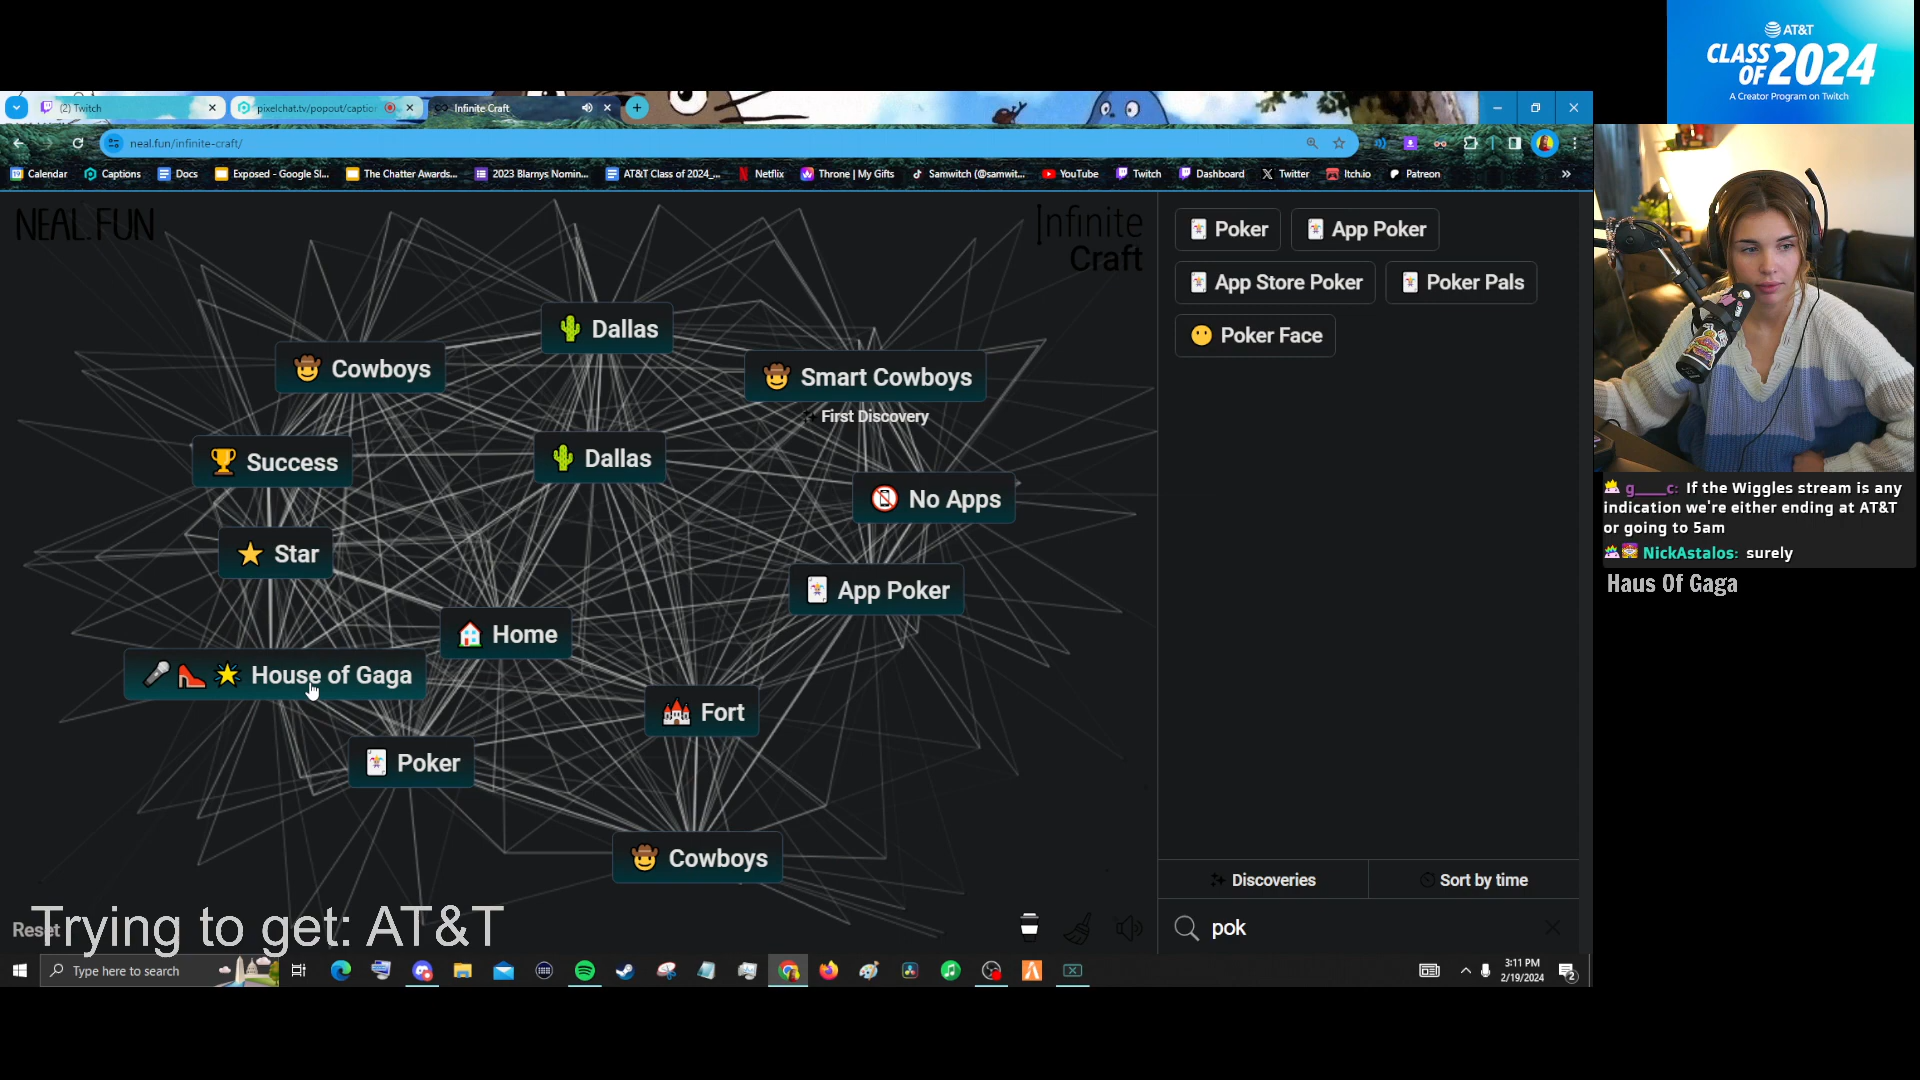 AT&T
CLASS
OF 2024
A Creator Program on Twitch
(2) Twitch
pixelchat.tv/popout/captio
Infinite Craft
neal.fun/infinite-craft/
Calendar
Captions
Docs
Exposed - Google Sl...
The Chatter Awards...
2023 Blarnys Nomin...
AT&T Class of 2024_...
Netflix
Throne | My Gifts
Samwitch (@samwit...
YouTube
Twitch
Dashboard
Twitter
Itch.io
Patreon
NEAL.FUN
Infinite
Craft
Dallas
Cowboys
Smart Cowboys
First Discovery
Success
Dallas
No Apps
Star
App Poker
Home
House of Gaga
Fort
Poker
Cowboys
Poker
App Poker
App Store Poker
Poker Pals
Poker Face
Discoveries
Sort by time
pok
Reset
Trying to get: AT&T
Type here to search
3:11 PM
2/19/2024
2
g____c: If the Wiggles stream is any
indication we're either ending at AT&T
or going to 5am
NickAstalos: surely
Haus Of Gaga